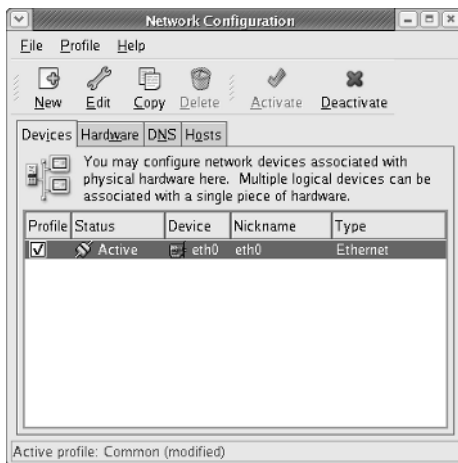 Network Configuration
File Profile Help
New Edit Copy Delete Activate Deactivate
Devices Hardware DNS Hosts
You may configure network devices associated with
physical hardware here. Multiple logical devices can be
associated with a single piece of hardware.
Profile Status Device Nickname Type
Active eth0 eth0 Ethernet
Active profile: Common (modified)